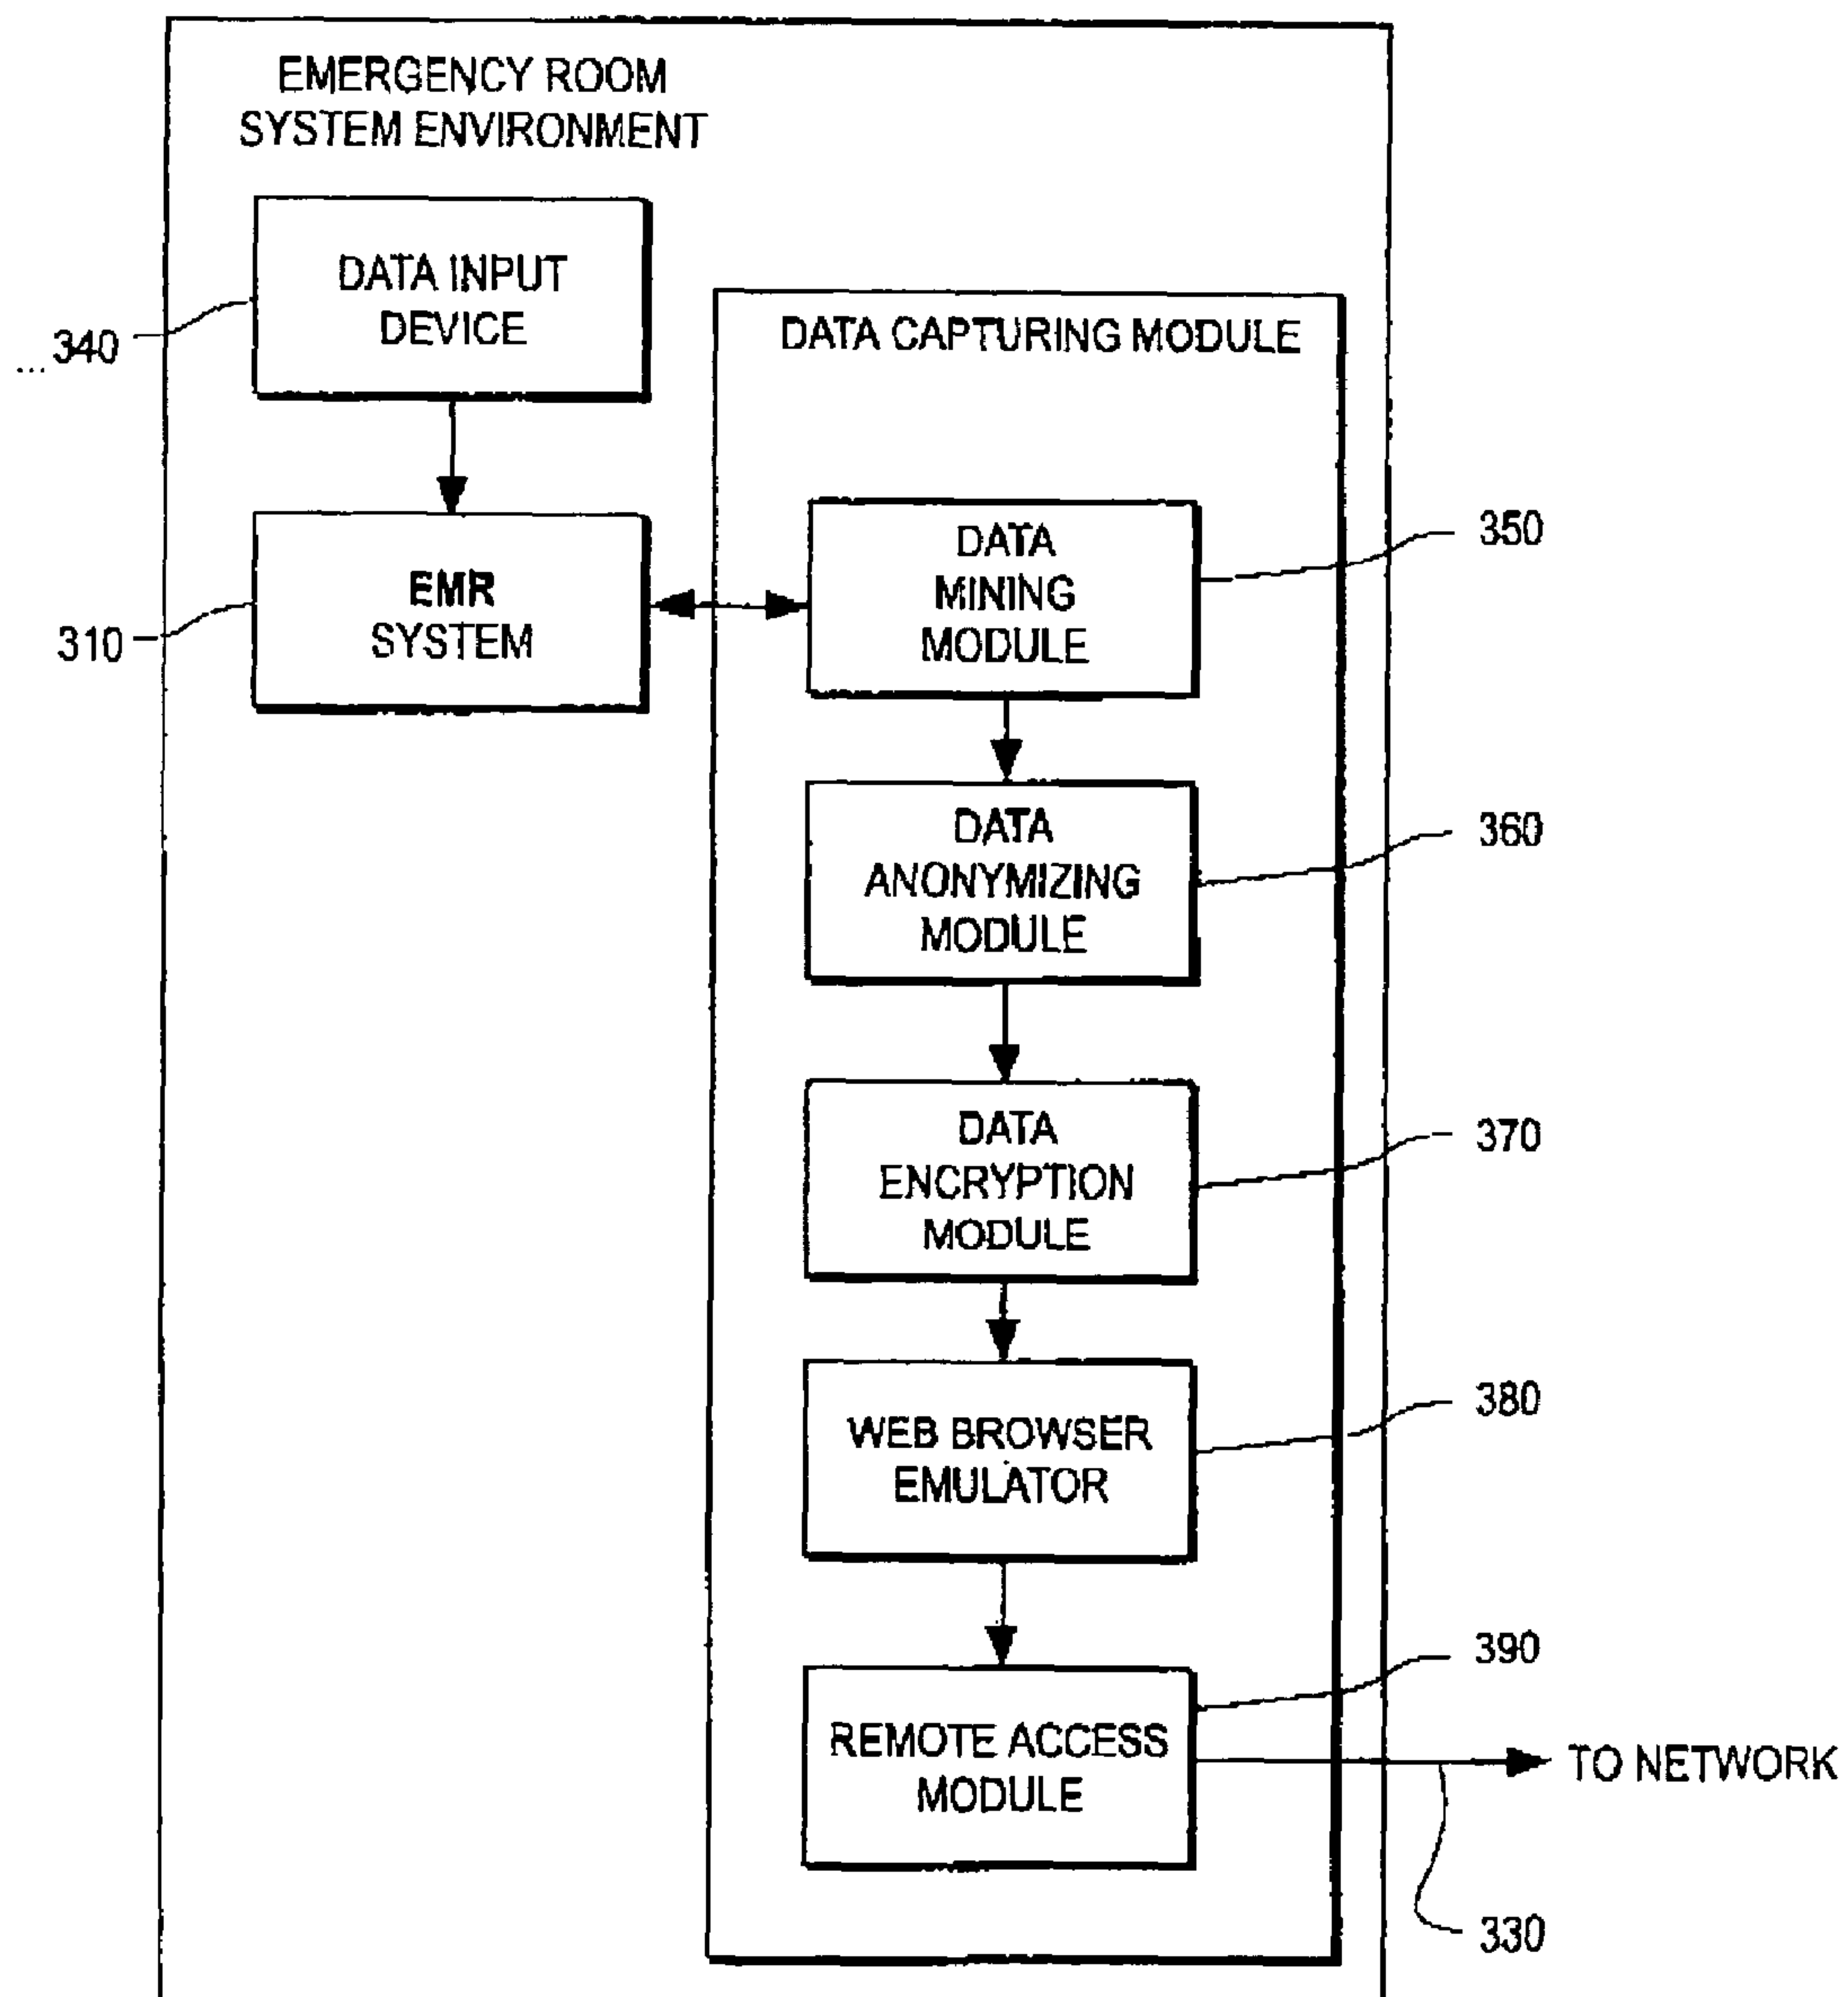 EMERGENCY ROOM
SYSTEM ENVIRONMENT
DATA INPUT
DEVICE
...340
DATA CAPTURING MODULE
EMR
SYSTEM
310
DATA
MINING
MODULE
350
DATA
ANONYMIZING
MODULE
360
DATA
ENCRYPTION
MODULE
370
WEB BROWSER
EMULATOR
380
REMOTE ACCESS
MODULE
390
TO NETWORK
330